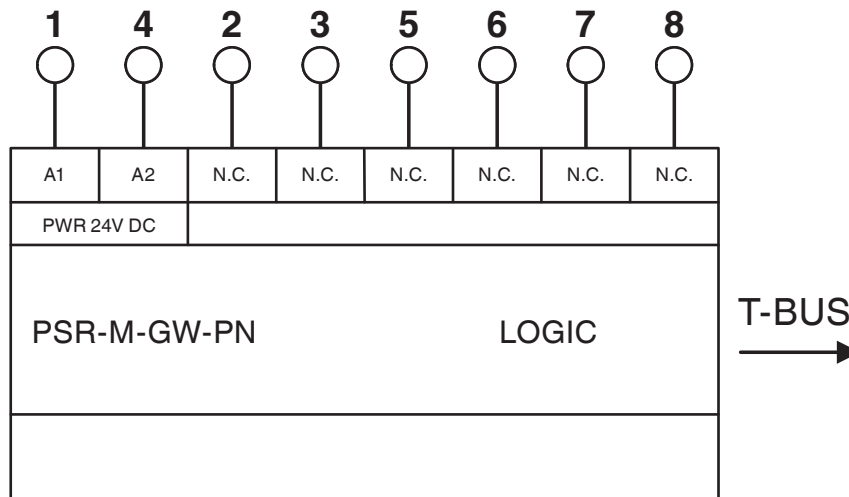 1 4 2 3 5 6 7 8
A1 A2 N.C. N.C. N.C. N.C. N.C. N.C.
PWR 24V DC
PSR-M-GW-PN LOGIC
T-BUS